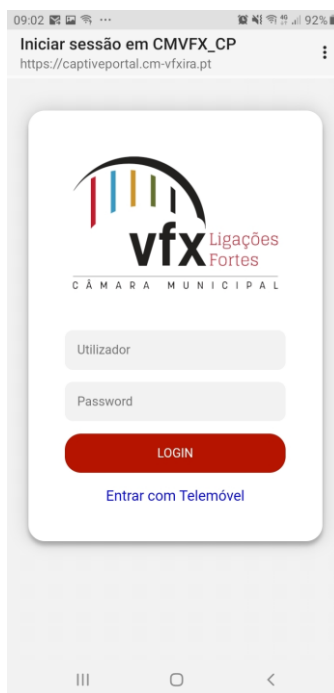 09:02 92%
Iniciar sessão em CMVFX_CP
https://captiveportal.cm-vfxira.pt
vfx Ligações
Fortes
CÂMARA MUNICIPAL
Utilizador
Password
LOGIN
Entrar com Telemóvel